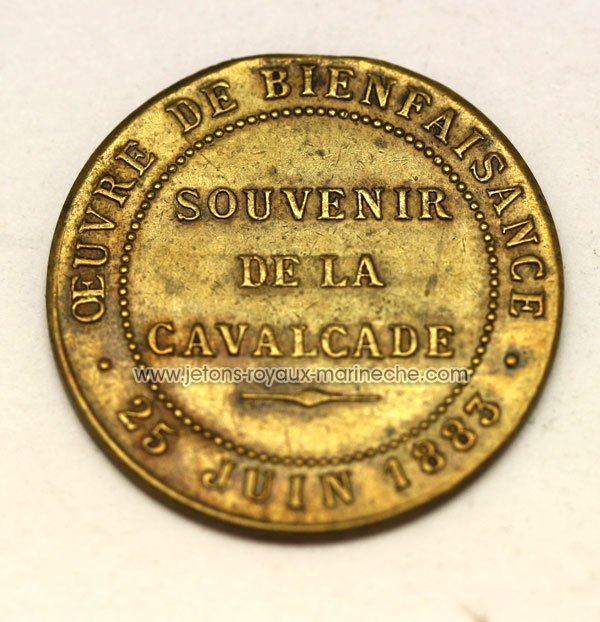 ŒUVRE DE BIENFAISANCE
SOUVENIR
DE LA
CAVALCADE
www.jetons-royaux-marineche.com
• 25 JUIN 1883 •